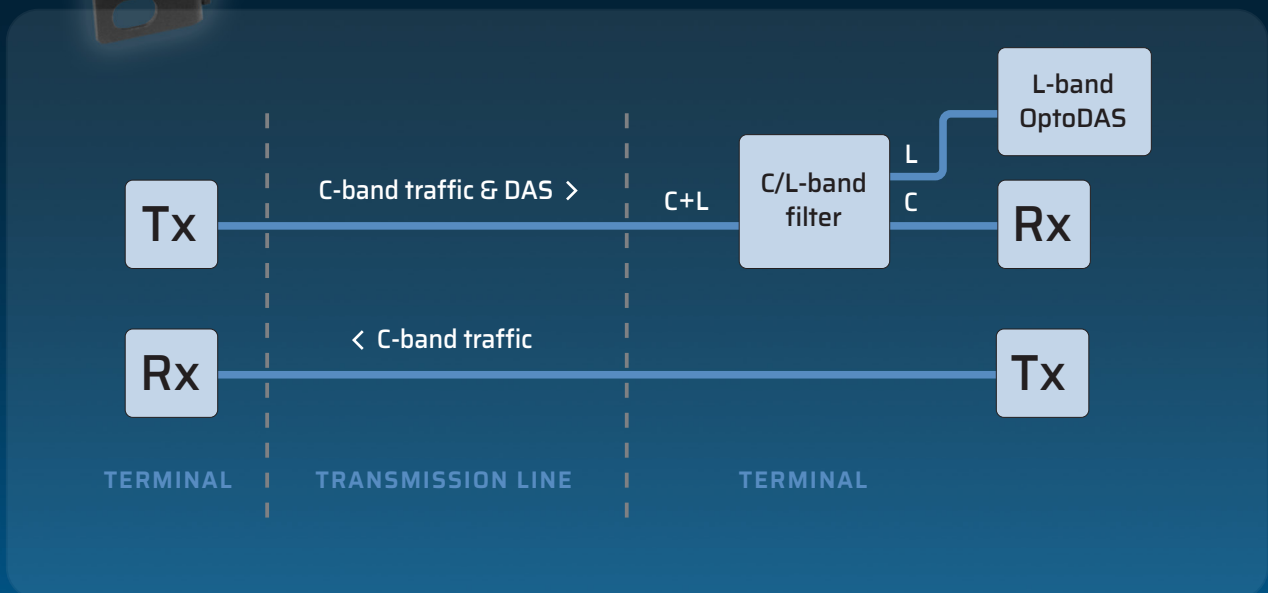 L-band
OptoDAS
L
C/L-band
filter
C-band traffic & DAS >
C+L
C
Tx
Rx
< C-band traffic
Rx
Tx
TERMINAL
TRANSMISSION LINE
TERMINAL